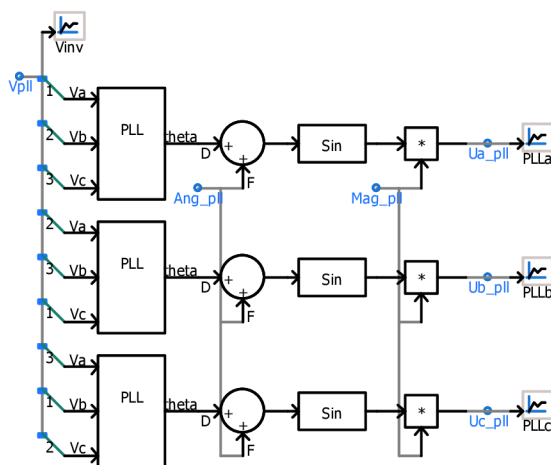 Vinv
Vpll
1 Va
2 Vb
3 Vc
PLL
theta
D + + F
Sin
*
Ua_pll
PLLa
Ang_pll
Mag_pll
2 Va
3 Vb
1 Vc
PLL
theta
D + + F
Sin
*
Ub_pll
PLLb
3 Va
1 Vb
2 Vc
PLL
theta
D + + F
Sin
*
Uc_pll
PLLc